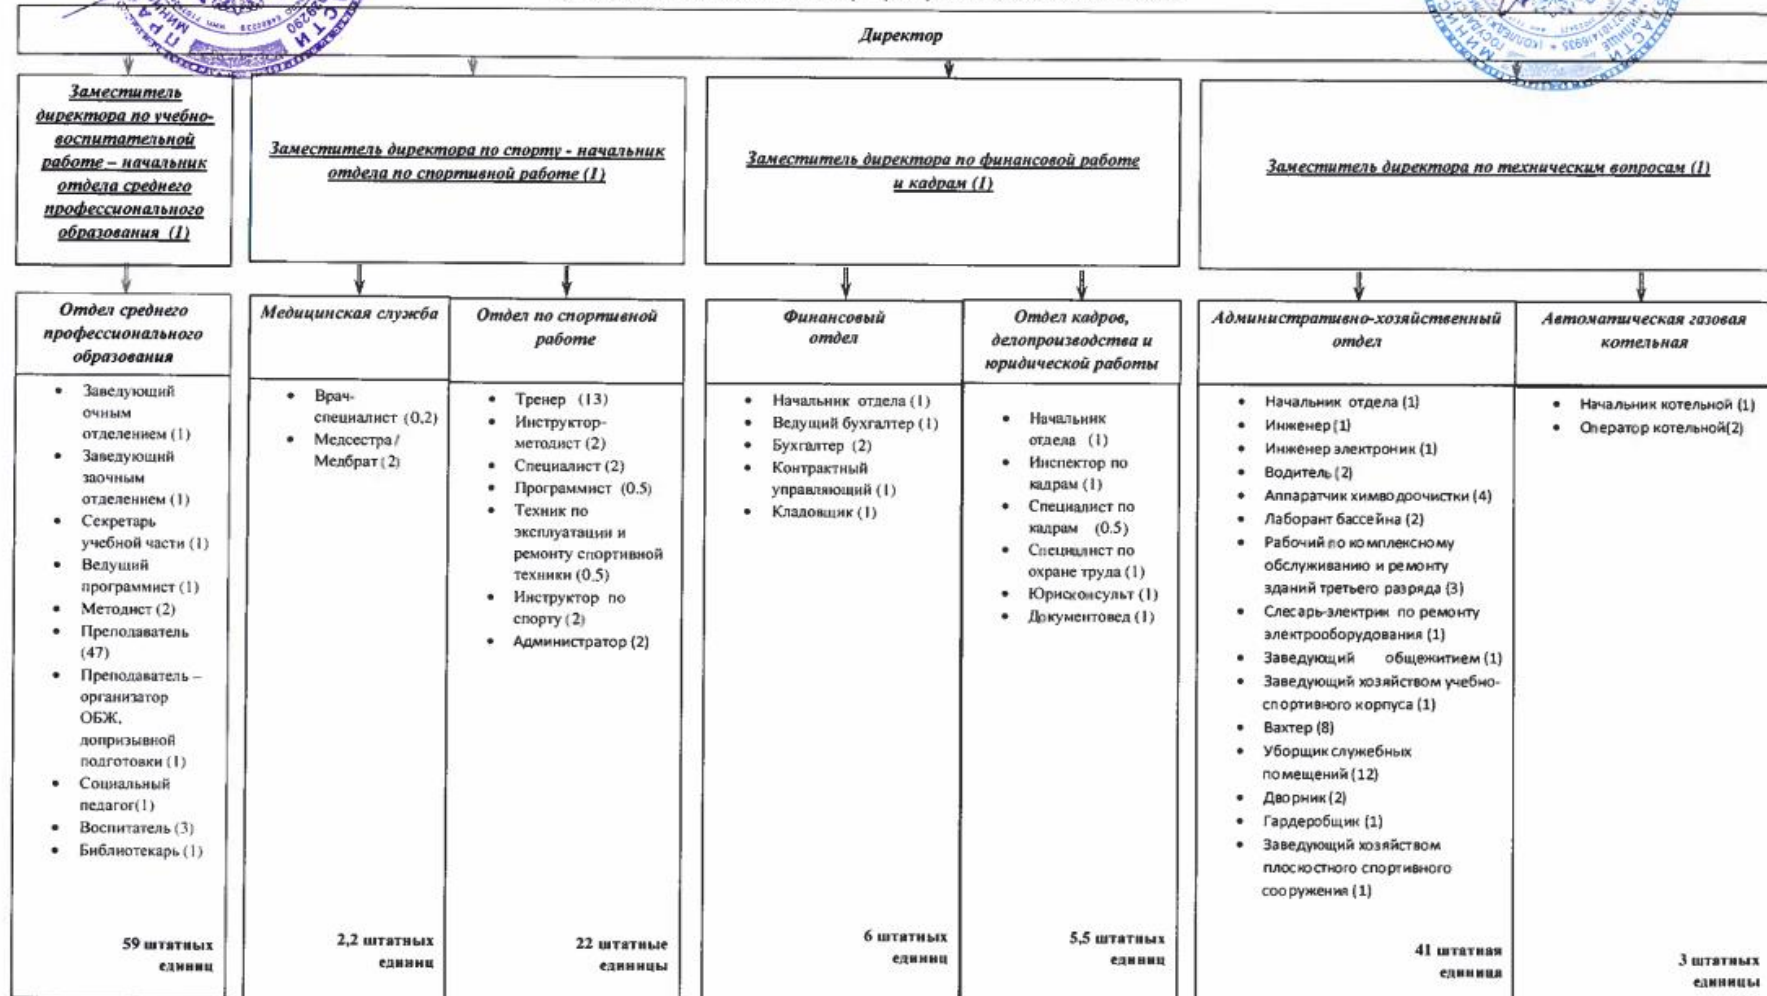 Директор
Заместитель
директора по учебно-
воспитательной
работе – начальник
отдела среднего
профессионального
образования (1)
Заместитель директора по спорту - начальник
отдела по спортивной работе (1)
Заместитель директора по финансовой работе
и кадрам (1)
Заместитель директора по техническим вопросам (1)
Отдел среднего
профессионального
образования
• Заведующий
очным
отделением (1)
• Заведующий
заочным
отделением (1)
• Секретарь
учебной части (1)
• Ведущий
программист (1)
• Методист (2)
• Преподаватель
(47)
• Преподаватель –
организатор
ОБЖ,
допризывной
подготовки (1)
• Социальный
педагог(1)
• Воспитатель (3)
• Библиотекарь (1)
59 штатных
единиц
Медицинская служба
• Врач-
специалист (0,2)
• Медсестра/
Медбрат (2)
2,2 штатных
единиц
Отдел по спортивной
работе
• Тренер (13)
• Инструктор-
методист (2)
• Специалист (2)
• Программист (0.5)
• Техник по
эксплуатации и
ремонту спортивной
техники (0.5)
• Инструктор по
спорту (2)
• Администратор (2)
22 штатные
единицы
Финансовый
отдел
• Начальник отдела (1)
• Ведущий бухгалтер (1)
• Бухгалтер (2)
• Контрактный
управляющий (1)
• Кладовщик (1)
6 штатных
единиц
Отдел кадров,
делопроизводства и
юридической работы
• Начальник
отдела (1)
• Инспектор по
кадрам (1)
• Специалист по
кадрам (0.5)
• Специалист по
охране труда (1)
• Юрисконсульт (1)
• Документовед (1)
5,5 штатных
единиц
Административно-хозяйственный
отдел
• Начальник отдела (1)
• Инженер (1)
• Инженер электроник (1)
• Водитель (2)
• Аппаратчик химводоочистки (4)
• Лаборант бассейна (2)
• Рабочий по комплексному
обслуживанию и ремонту
зданий третьего разряда (3)
• Слесарь-электрик по ремонту
электрооборудования (1)
• Заведующий общежитием (1)
• Заведующий хозяйством учебно-
спортивного корпуса (1)
• Вахтер (8)
• Уборщик служебных
помещений (12)
• Дворник (2)
• Гардеробщик (1)
• Заведующий хозяйством
плоскостного спортивного
сооружения (1)
41 штатная
единица
Автоматическая газовая
котельная
• Начальник котельной (1)
• Оператор котельной(2)
3 штатных
единицы